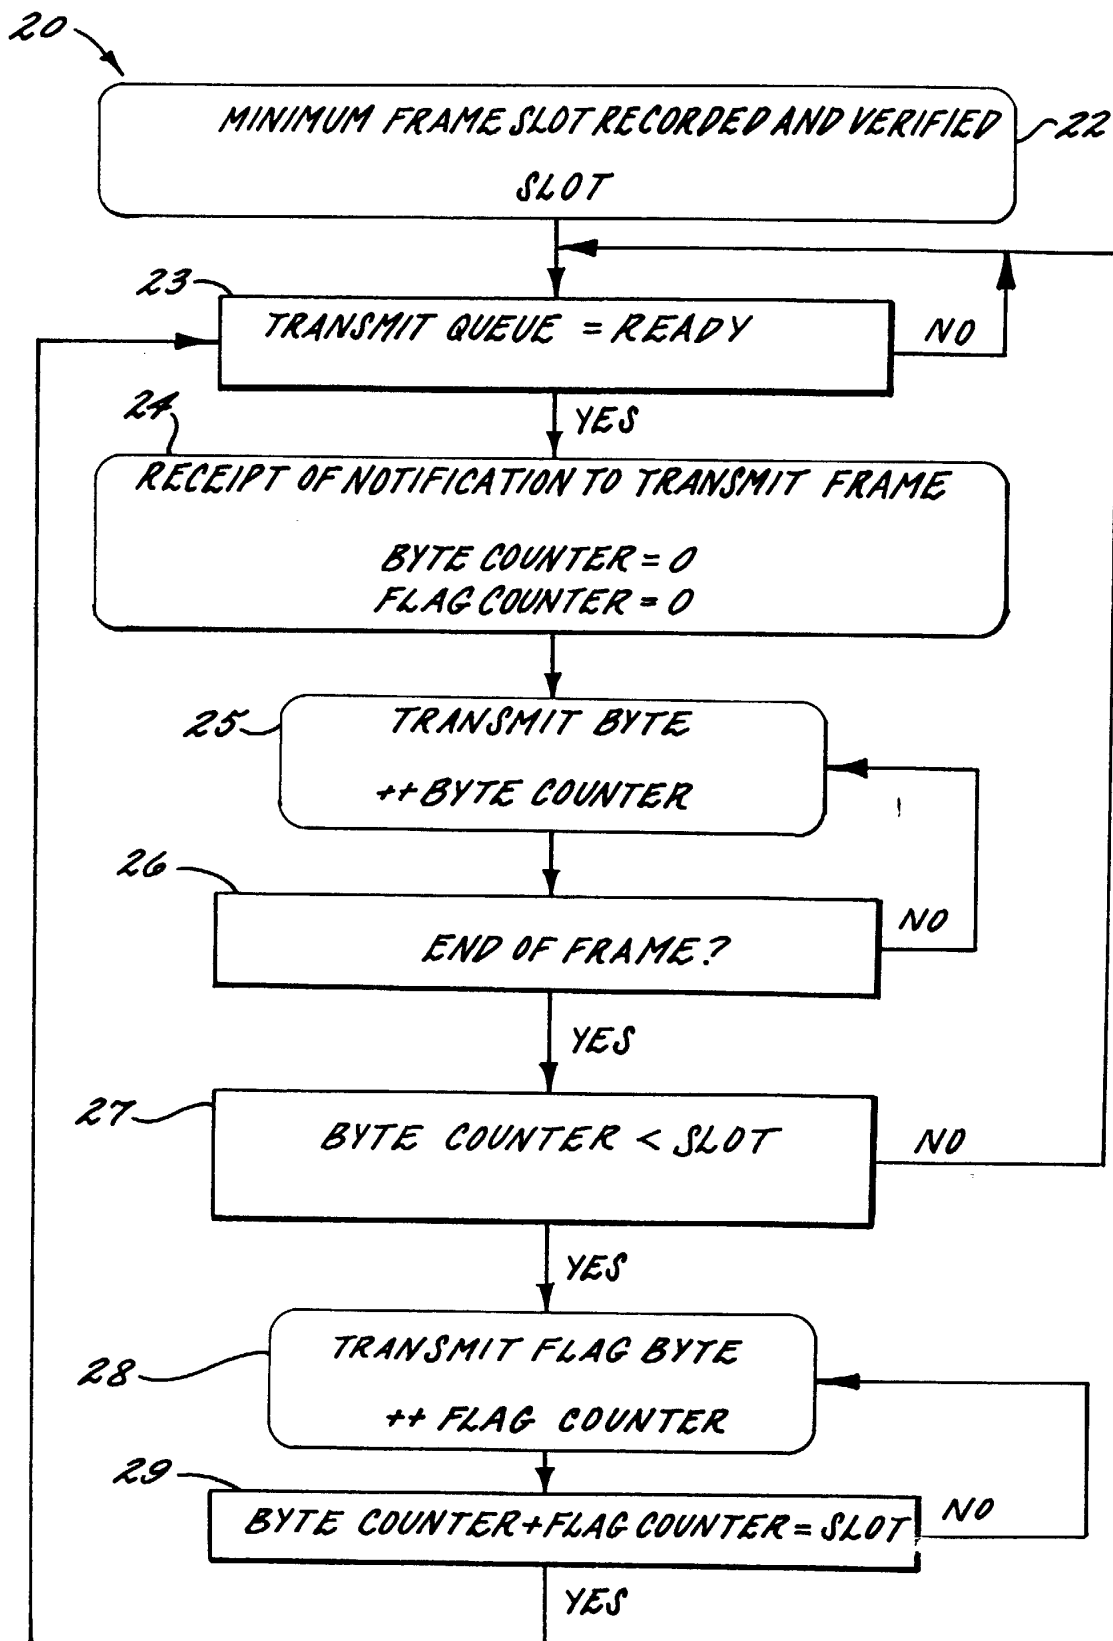 20
MINIMUM FRAME SLOT RECORDED AND VERIFIED
SLOT
22
23
TRANSMIT QUEUE = READY
NO
YES
24
RECEIPT OF NOTIFICATION TO TRANSMIT FRAME
BYTE COUNTER = 0
FLAG COUNTER = 0
25
TRANSMIT BYTE
++ BYTE COUNTER
26
END OF FRAME?
NO
YES
27
BYTE COUNTER < SLOT
NO
YES
28
TRANSMIT FLAG BYTE
++ FLAG COUNTER
29
BYTE COUNTER + FLAG COUNTER = SLOT
NO
YES